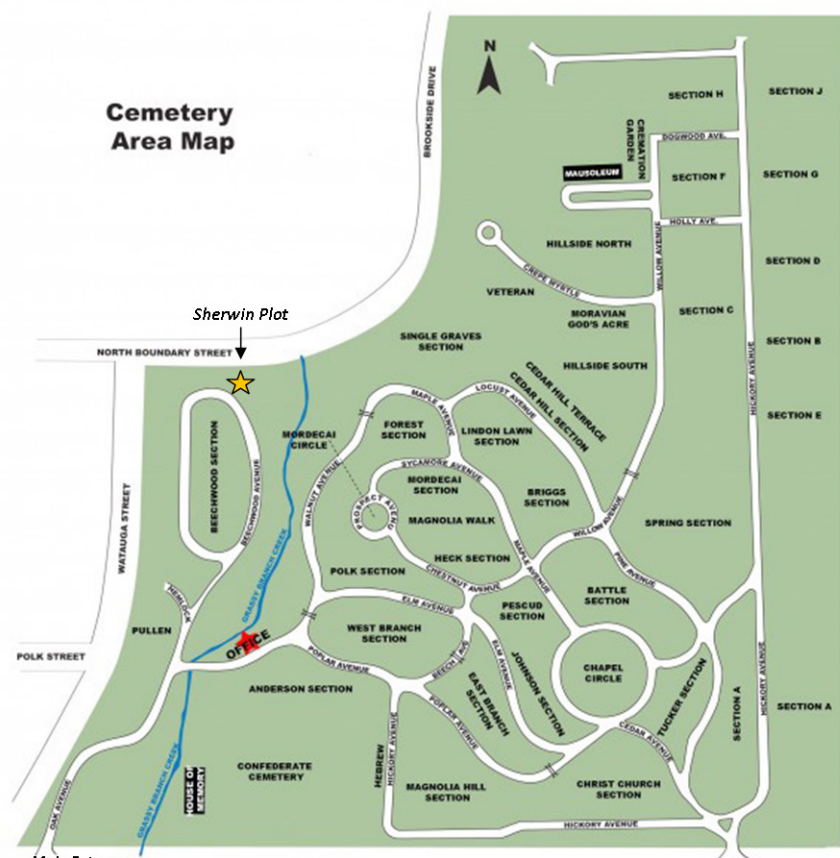 Cemetery
Area Map
N
BROOKSIDE DRIVE
SECTION H
SECTION J
CREMATION
GARDEN
DOGWOOD AVE.
MAUSOLEUM
SECTION F
SECTION G
HOLLY AVE.
HILLSIDE NORTH
WILLOW AVENUE
SECTION D
CREPE MYRTLE
VETERAN
MORAVIAN
GOD'S ACRE
SECTION C
Sherwin Plot
SINGLE GRAVES
SECTION
SECTION B
NORTH BOUNDARY STREET
HILLSIDE SOUTH
HICKORY AVENUE
CEDAR HILL TERRACE
CEDAR HILL SECTION
LOCUST AVENUE
MAPLE AVENUE
SECTION E
FOREST
SECTION
LINDON LAWN
SECTION
MORDECAI
CIRCLE
BEECHWOOD SECTION
BEECHWOOD AVENUE
WALNUT AVENUE
SYCAMORE AVENUE
MORDECAI
SECTION
BRIGGS
SECTION
PROSPECT AVENU
MAGNOLIA WALK
WATAUGA STREET
WILLOW AVENUE
SPRING SECTION
HECK SECTION
MAPLE AVENUE
POLK SECTION
CHESTNUT AVENUE
PINE AVENUE
GRASSY BRANCH CREEK
HEMLOCK
BATTLE
SECTION
ELM AVENUE
PESCUD
SECTION
PULLEN
WEST BRANCH
SECTION
OFFICE
POLK STREET
POPLAR AVENUE
BEECH AVE
ELM AVENUE
JOHNSON SECTION
CHAPEL
CIRCLE
TUCKER SECTION
HICKORY AVENUE
ANDERSON SECTION
EAST BRANCH
SECTION
SECTION A
SECTION A
POPLAR AVENUE
CEDAR AVENUE
HEBREW
HICKORY AVENUE
CONFEDERATE
CEMETERY
GRASSY BRANCH CREEK
HOUSE OF
MEMORY
OAK AVENUE
MAGNOLIA HILL
SECTION
CHRIST CHURCH
SECTION
HICKORY AVENUE